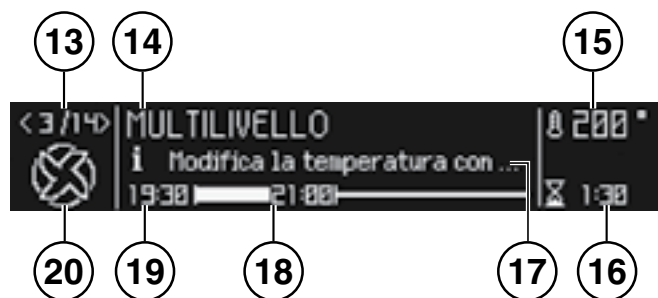 13 14 15
<3/14> MULTILIVELLO 200°
i Modifica la temperatura con ...
19:30 21:00 1:30
20 19 18 17 16